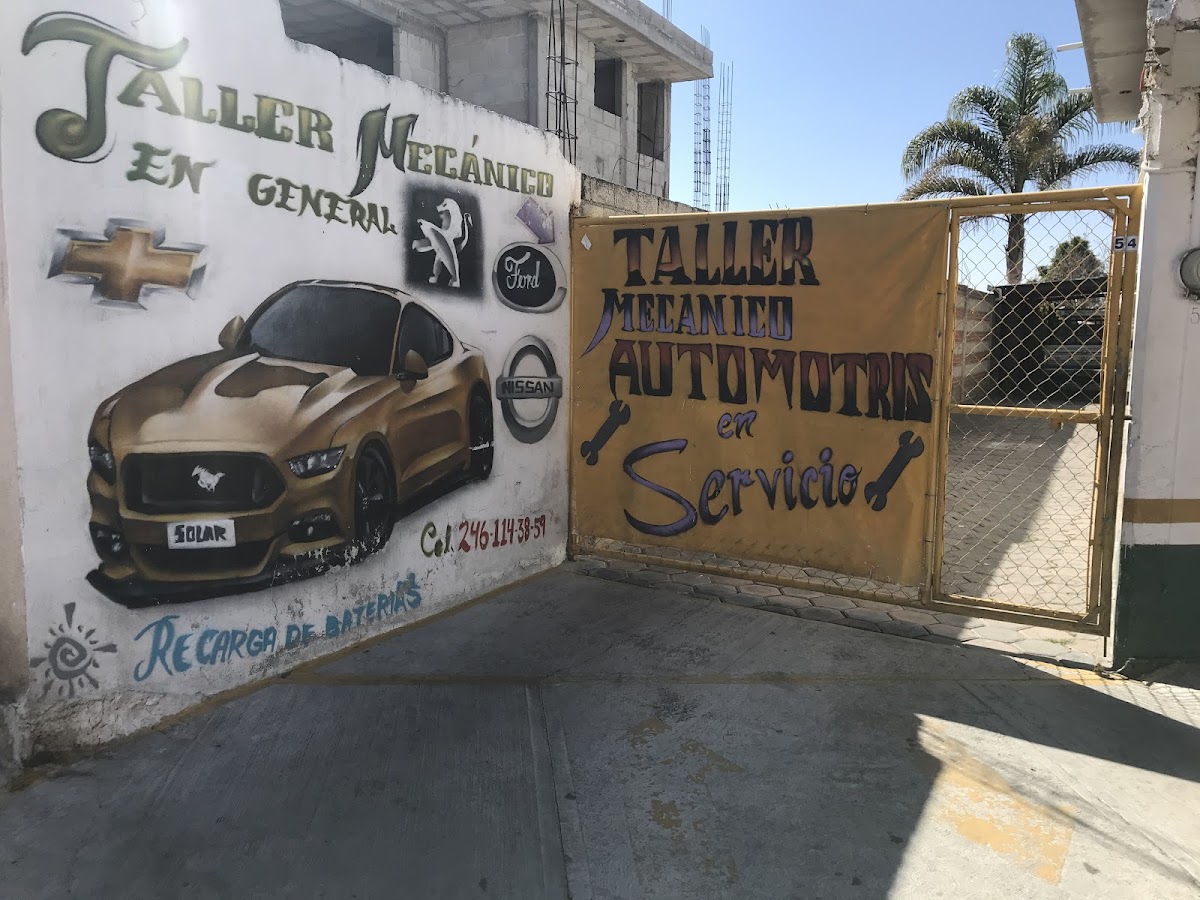 TALLER MECÁNICO
EN GENERAL
Ford
NISSAN
SOLAR
Cel. 246-114-38-59
RECARGA DE BATERIAS
TALLER
MECANICO
AUTOMOTRIS
en
Servicio
54